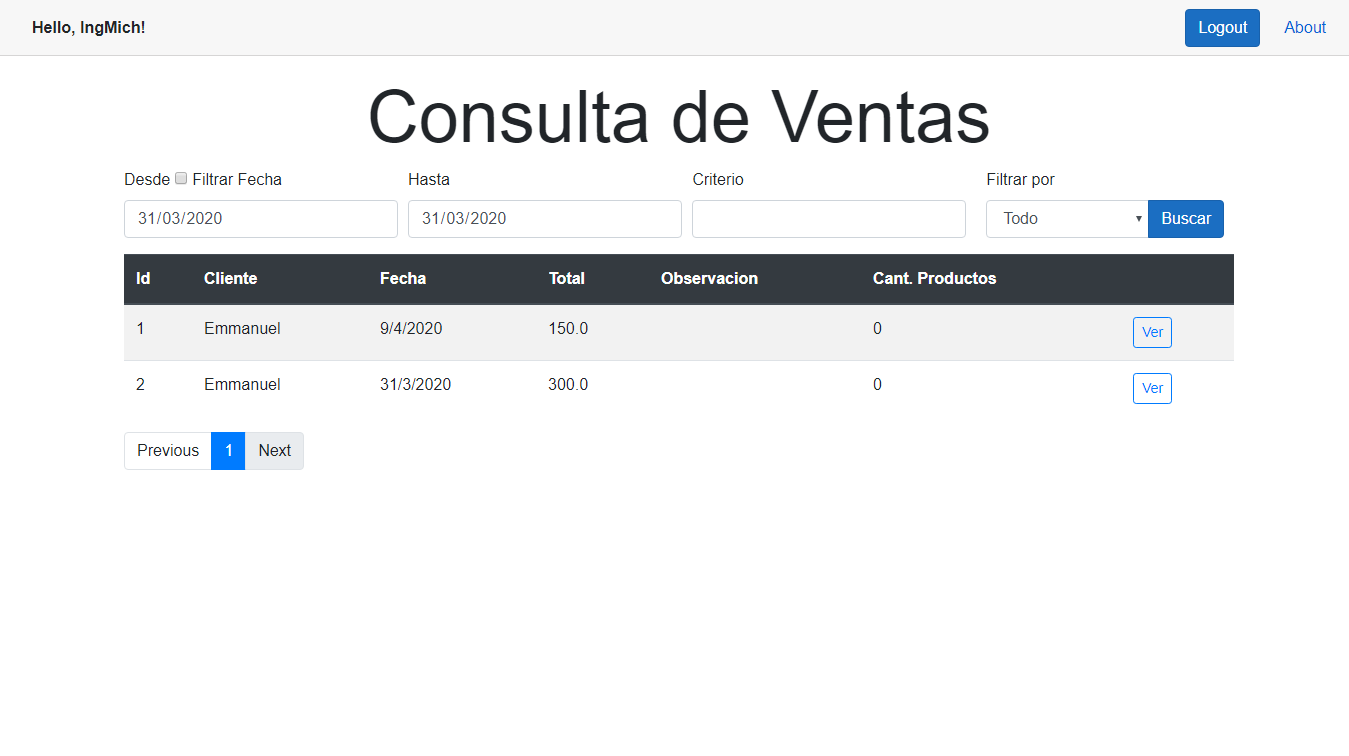 Hello, IngMich! Logout About
Consulta de Ventas
Desde Filtrar Fecha Hasta Criterio Filtrar por
31/03/2020 31/03/2020 Todo Buscar
Id Cliente Fecha Total Observacion Cant. Productos
1 Emmanuel 9/4/2020 150.0 0 Ver
2 Emmanuel 31/3/2020 300.0 0 Ver
Previous 1 Next